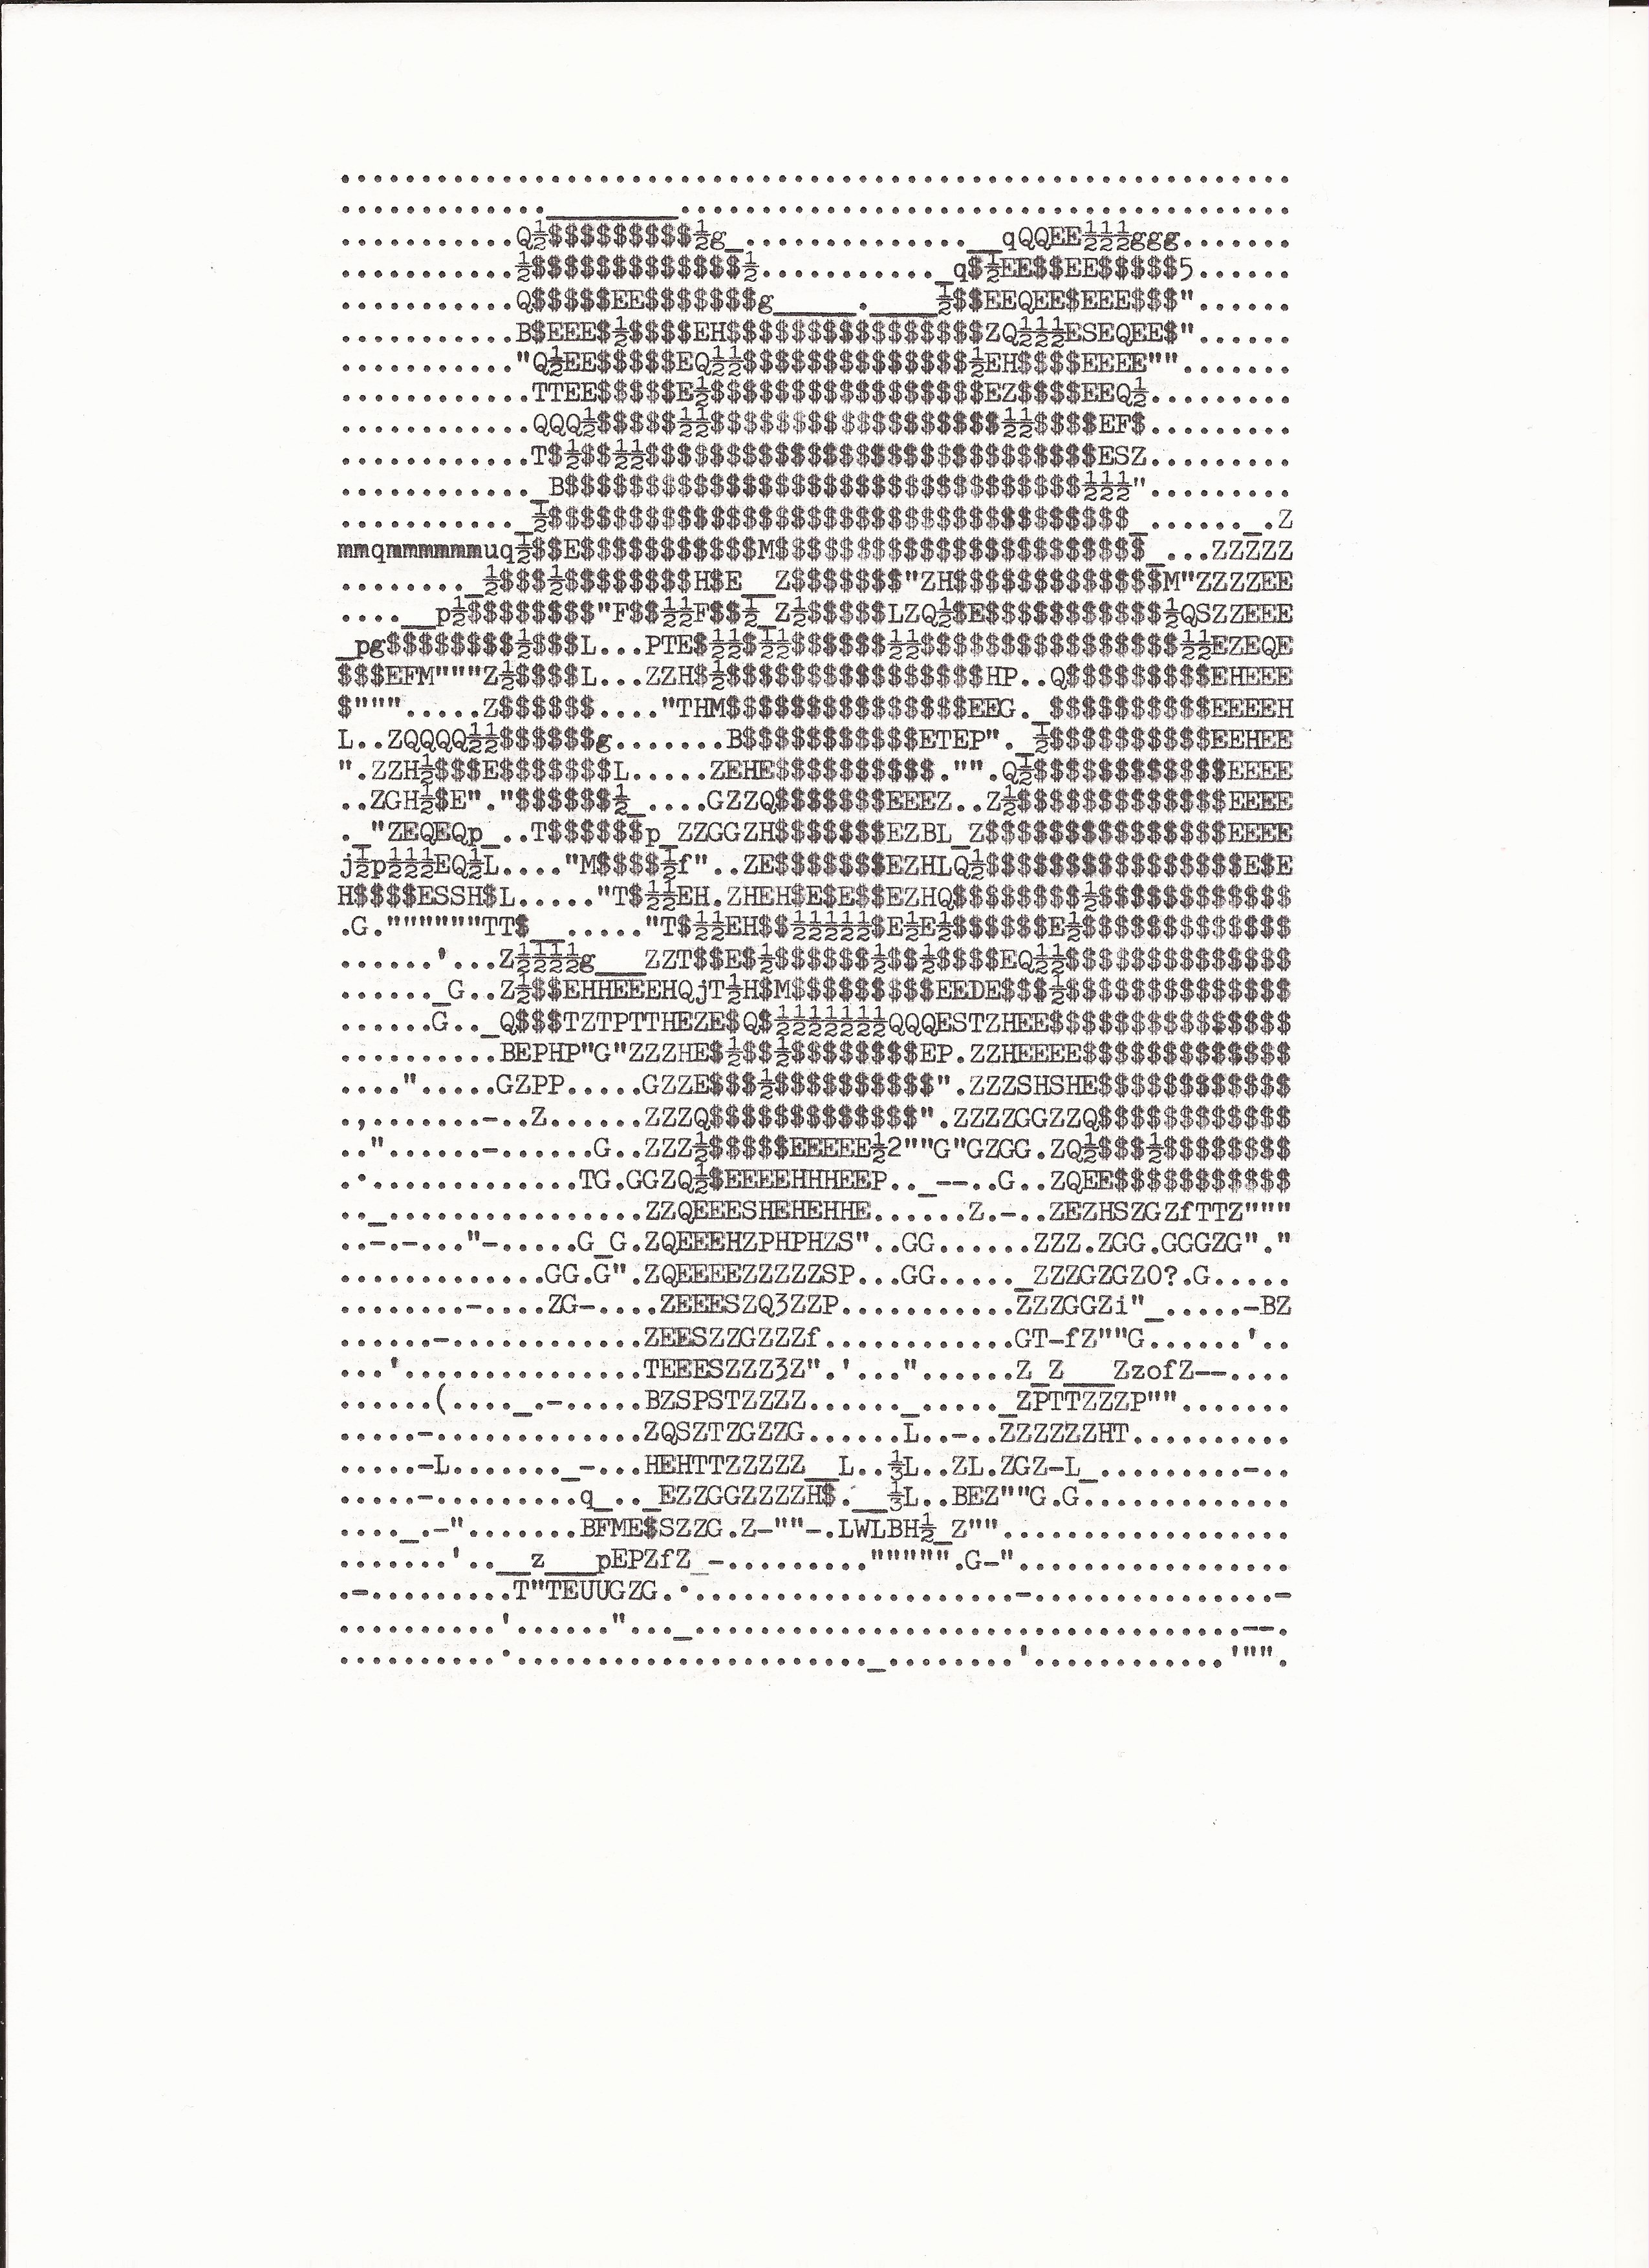 ...........................................................
............._ _ _ _ _ _ _ _......................................
...........Q½$$$$$$$$$½g_..............__qQQEE½½½ggg.......
...........½$$$$$$$$$$$$$½..........._q$½EE$$EE$$$$$5......
...........Q$$$$$EE$$$$$$$g_____.____½$$EEQEE$EEE$$$".......
...........B$EEE$½$$$$EH$$$$$$$$$$$$$$$$ZQ½½½ESEQEE$".......
..........."Q½EE$$$$$EQ½½$$$$$$$$$$$$$$½EH$$$$EEEE"".......
............TTEE$$$$$E½$$$$$$$$$$$$$$$$$EZ$$$$EEQ½.........
............QQQ½$$$$$½½$$$$$$$$$$$$$$$$$$½½$$$$EF$.........
............T$½$$½½$$$$$$$$$$$$$$$$$$$$$$$$$$$$ESZ.........
............_B$$$$$$$$$$$$$$$$$$$$$$$$$$$$$$$$½½½".........
..........._½$$$$$$$$$$$$$$$$$$$$$$$$$$$$$$$$$$$$_......_.Z
mmqmmmmmmuq½$$E$$$$$$$$$$$M$$$$$$$$$$$$$$$$$$$$$$$_...ZZZZZ
........_½$$$½$$$$$$$$H$E__Z$$$$$$$"ZH$$$$$$$$$$$$$M"ZZZZEE
....__p½$$$$$$$$"F$$½½F$$½_Z½$$$$$LZQ½$E$$$$$$$$$$$½QSZZEEE
_pg$$$$$$$$½$$$L...PTE$½½$½½$$$$$$½½$$$$$$$$$$$$$$$$½½EZEQE
$$$EFM"""Z½$$$$L...ZZH$½$$$$$$$$$$$$$$$$HP..Q$$$$$$$$$EHEEE
$""".....Z$$$$$$...."THM$$$$$$$$$$$$$$$EEG._$$$$$$$$$$EEEEH
L..ZQQQQ½½$$$$$$g.......B$$$$$$$$$$$ETEP"._½$$$$$$$$$$EEHEE
".ZZH½$$$E$$$$$$$L.....ZEHE$$$$$$$$$$."".Q½$$$$$$$$$$$$EEEE
..ZGH½$E"."$$$$$$½_....GZZQ$$$$$$$EEEZ..Z½$$$$$$$$$$$$$EEEE
._"ZEQEQp_..T$$$$$$p_ZZGGZH$$$$$$$EZBL_Z$$$$$$$$$$$$$$$EEEE
j½p½½½EQ½L...."M$$$$½f"..ZE$$$$$$$EZHLQ½$$$$$$$$$$$$$$$$E$E
H$$$$ESSH$L....."T$½½EH.ZHEH$E$E$$EZHQ$$$$$$$$½$$$$$$$$$$$$
.G.""""""TT$__....."T$½½EH$$½½½½½$E½E½$$$$$$E½$$$$$$$$$$$$$
......'...Z½½½½g___ZZT$$E$½$$$$$$½$$½$$$$EQ½½$$$$$$$$$$$$$$
......_G..Z½$$EHHEEEHQjT½H$M$$$$$$$$$EEDE$$$½$$$$$$$$$$$$$$
......G.._Q$$$TZTPTTHEZE$Q$½½½½½½½QQQESTZHEE$$$$$$$$$$$$$$$
..........BEPHP"G"ZZZHE$½$$½$$$$$$$$EP.ZZHEEEE$$$$$$$$$$$$$
....".....GZPP.....GZZE$$$½$$$$$$$$$$".ZZZSHSHE$$$$$$$$$$$$
.,.......-..Z......ZZZQ$$$$$$$$$$$$$".ZZZZGGZZQ$$$$$$$$$$$$
.."......-......G..ZZZ½$$$$$EEEEE½2""G"GZGG.ZQ½$$$½$$$$$$$$
.·.............TG.GGZQ½$EEEEHHHEEP.._--..G..ZQEE$$$$$$$$$$$
.._................ZZQEEESHEHEHHE......Z.-..ZEZHSZGZfTTZ"""
..-.-..."-.....G_G.ZQEEEHZPHPHZS"..GG......ZZZ.ZGG.GGGZG"."
.............GG.G".ZQEEEEZZZZZSP...GG....._ZZZGZGZO?.G.....
........-....ZG-....ZEEESZQ3ZZP...........ZZZGGZi"_.....-BZ
......-............ZEESZZGZZZf............GT-fZ""G......'..
...'...............TEEESZZZ3Z".'..."......Z_Z___ZzofZ--....
......(...._.-.....BZSPSTZZZZ......_....._ZPTTZZZP"".......
.....-.............ZQSZTZGZZG......L..-..ZZZZZZHT..........
.....-L......._-...HEHTTZZZZZ__L..⅓L..ZL.ZGZ-L_.........-..
.....-.........q_.._EZZGGZZZZH$.__⅓L..BEZ""G.G.............
...._.-".......BFME$SZZG.Z-""-.LWLBH½_Z""..................
.......'..__z___pEPZfZ_-.........""""".G-".................
.-.........T"TEUUGZG.·....................-...............-
..........'......"..._..................................--.
..........'......................_........'............'""".